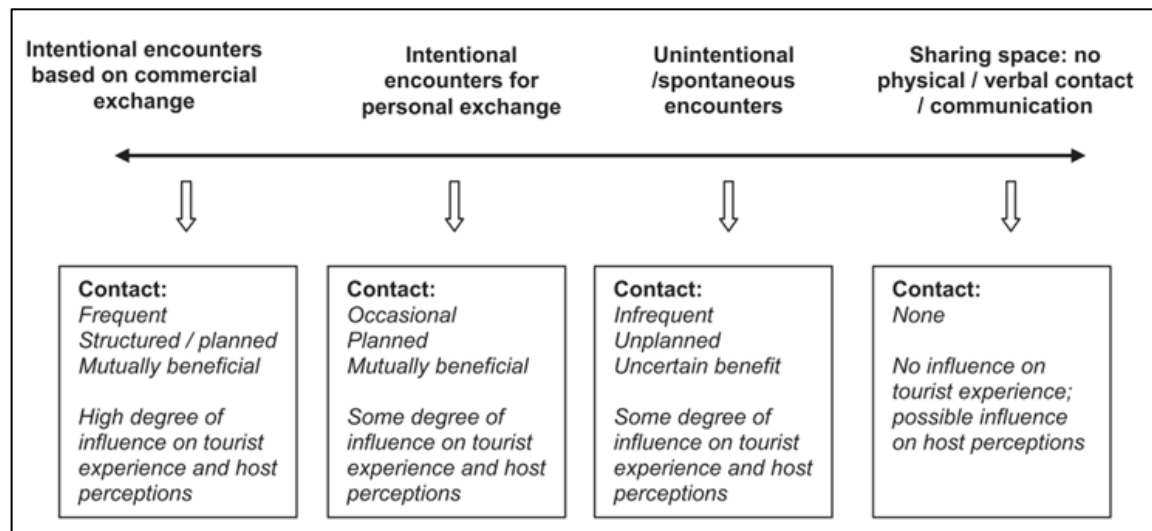 Intentional encounters
based on commercial
exchange
Intentional
encounters for
personal exchange
Unintentional
/spontaneous
encounters
Sharing space: no
physical / verbal contact
/ communication
Contact:
Frequent
Structured / planned
Mutually beneficial
High degree of
influence on tourist
experience and host
perceptions
Contact:
Occasional
Planned
Mutually beneficial
Some degree of
influence on tourist
experience and host
perceptions
Contact:
Infrequent
Unplanned
Uncertain benefit
Some degree of
influence on tourist
experience and host
perceptions
Contact:
None
No influence on
tourist experience;
possible influence
on host perceptions